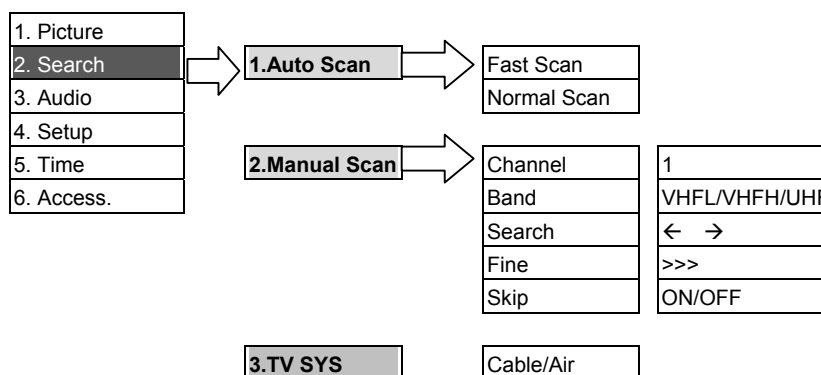 1. Picture
2. Search
3. Audio
4. Setup
5. Time
6. Access.
1.Auto Scan
Fast Scan
Normal Scan
2.Manual Scan
Channel 1
Band VHFL/VHFH/UHF
Search ← →
Fine >>>
Skip ON/OFF
3.TV SYS
Cable/Air